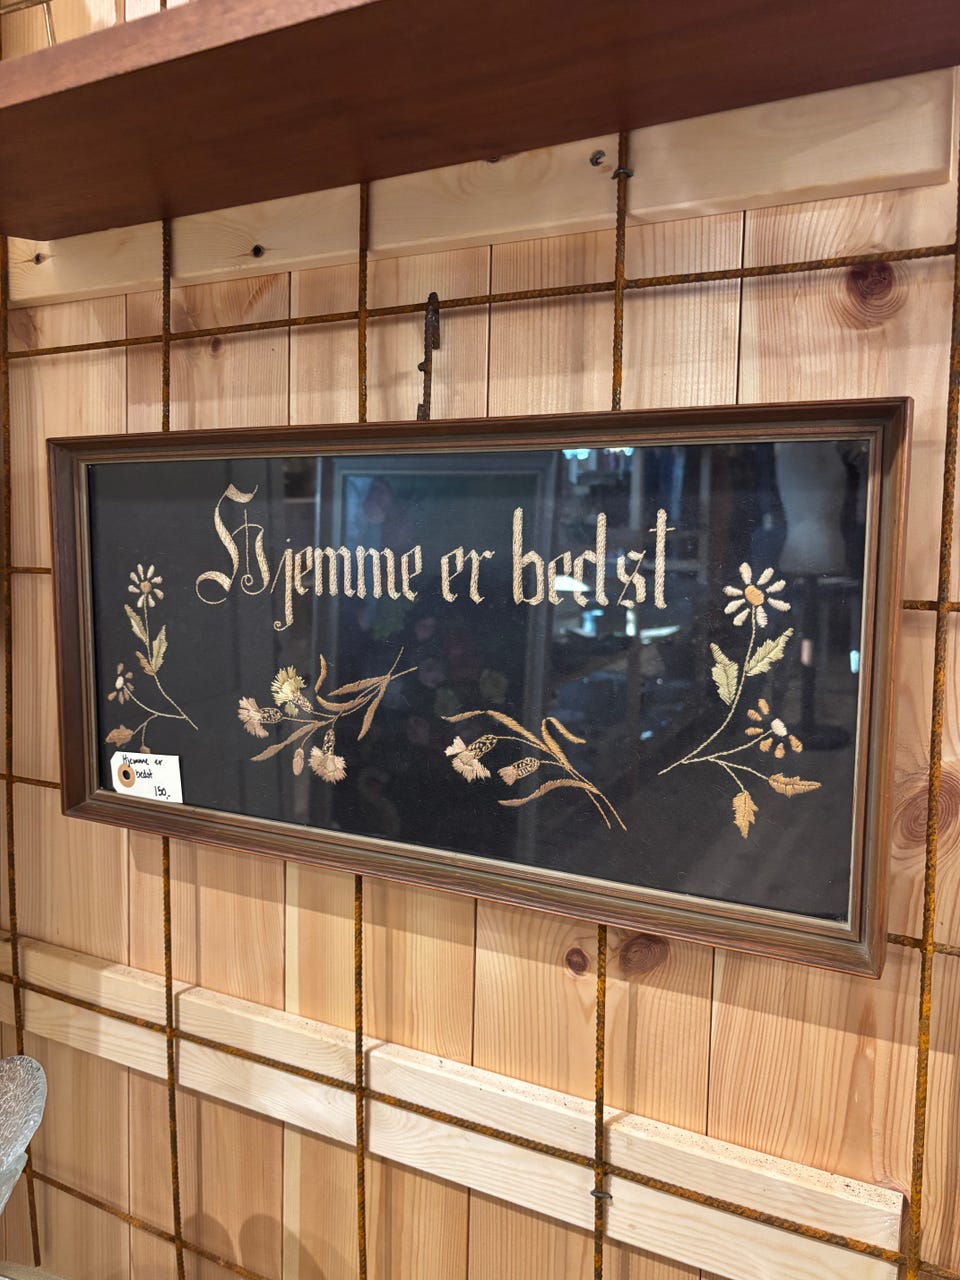 Hjemme er bedst
Hjemme er
bedst
150,-